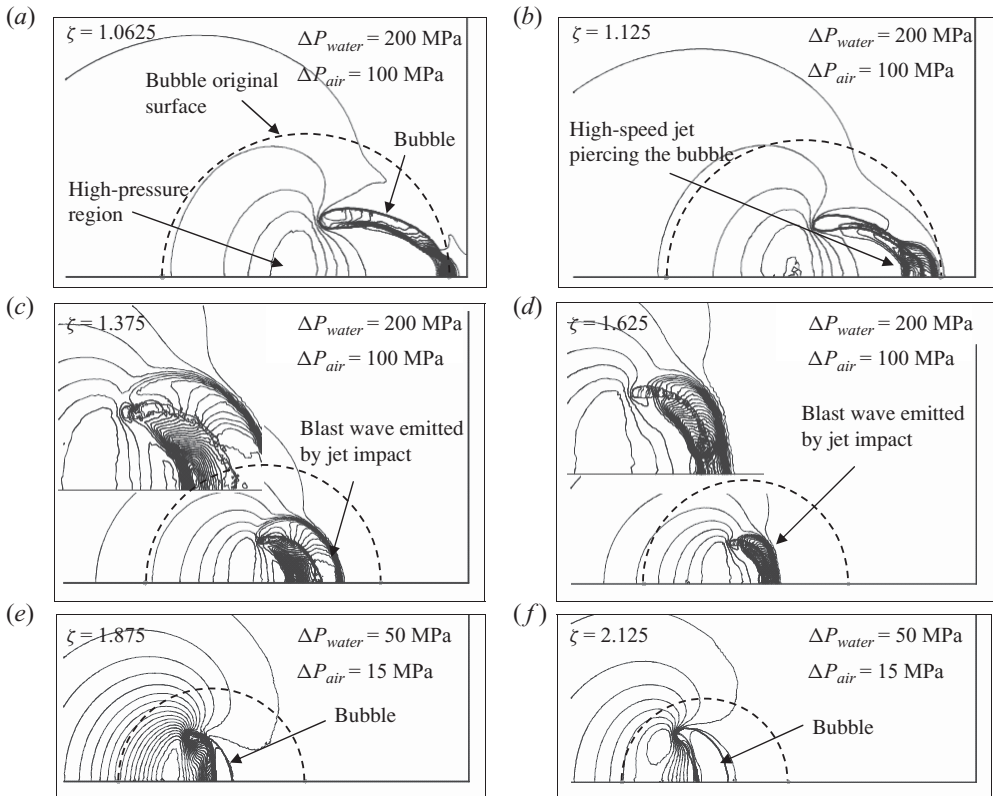 (a)
ζ = 1.0625
ΔP_water = 200 MPa
ΔP_air = 100 MPa
Bubble original
surface
Bubble
High-pressure
region
(b)
ζ = 1.125
ΔP_water = 200 MPa
ΔP_air = 100 MPa
High-speed jet
piercing the bubble
(c)
ζ = 1.375
ΔP_water = 200 MPa
ΔP_air = 100 MPa
Blast wave emitted
by jet impact
(d)
ζ = 1.625
ΔP_water = 200 MPa
ΔP_air = 100 MPa
Blast wave emitted
by jet impact
(e)
ζ = 1.875
ΔP_water = 50 MPa
ΔP_air = 15 MPa
Bubble
(f)
ζ = 2.125
ΔP_water = 50 MPa
ΔP_air = 15 MPa
Bubble